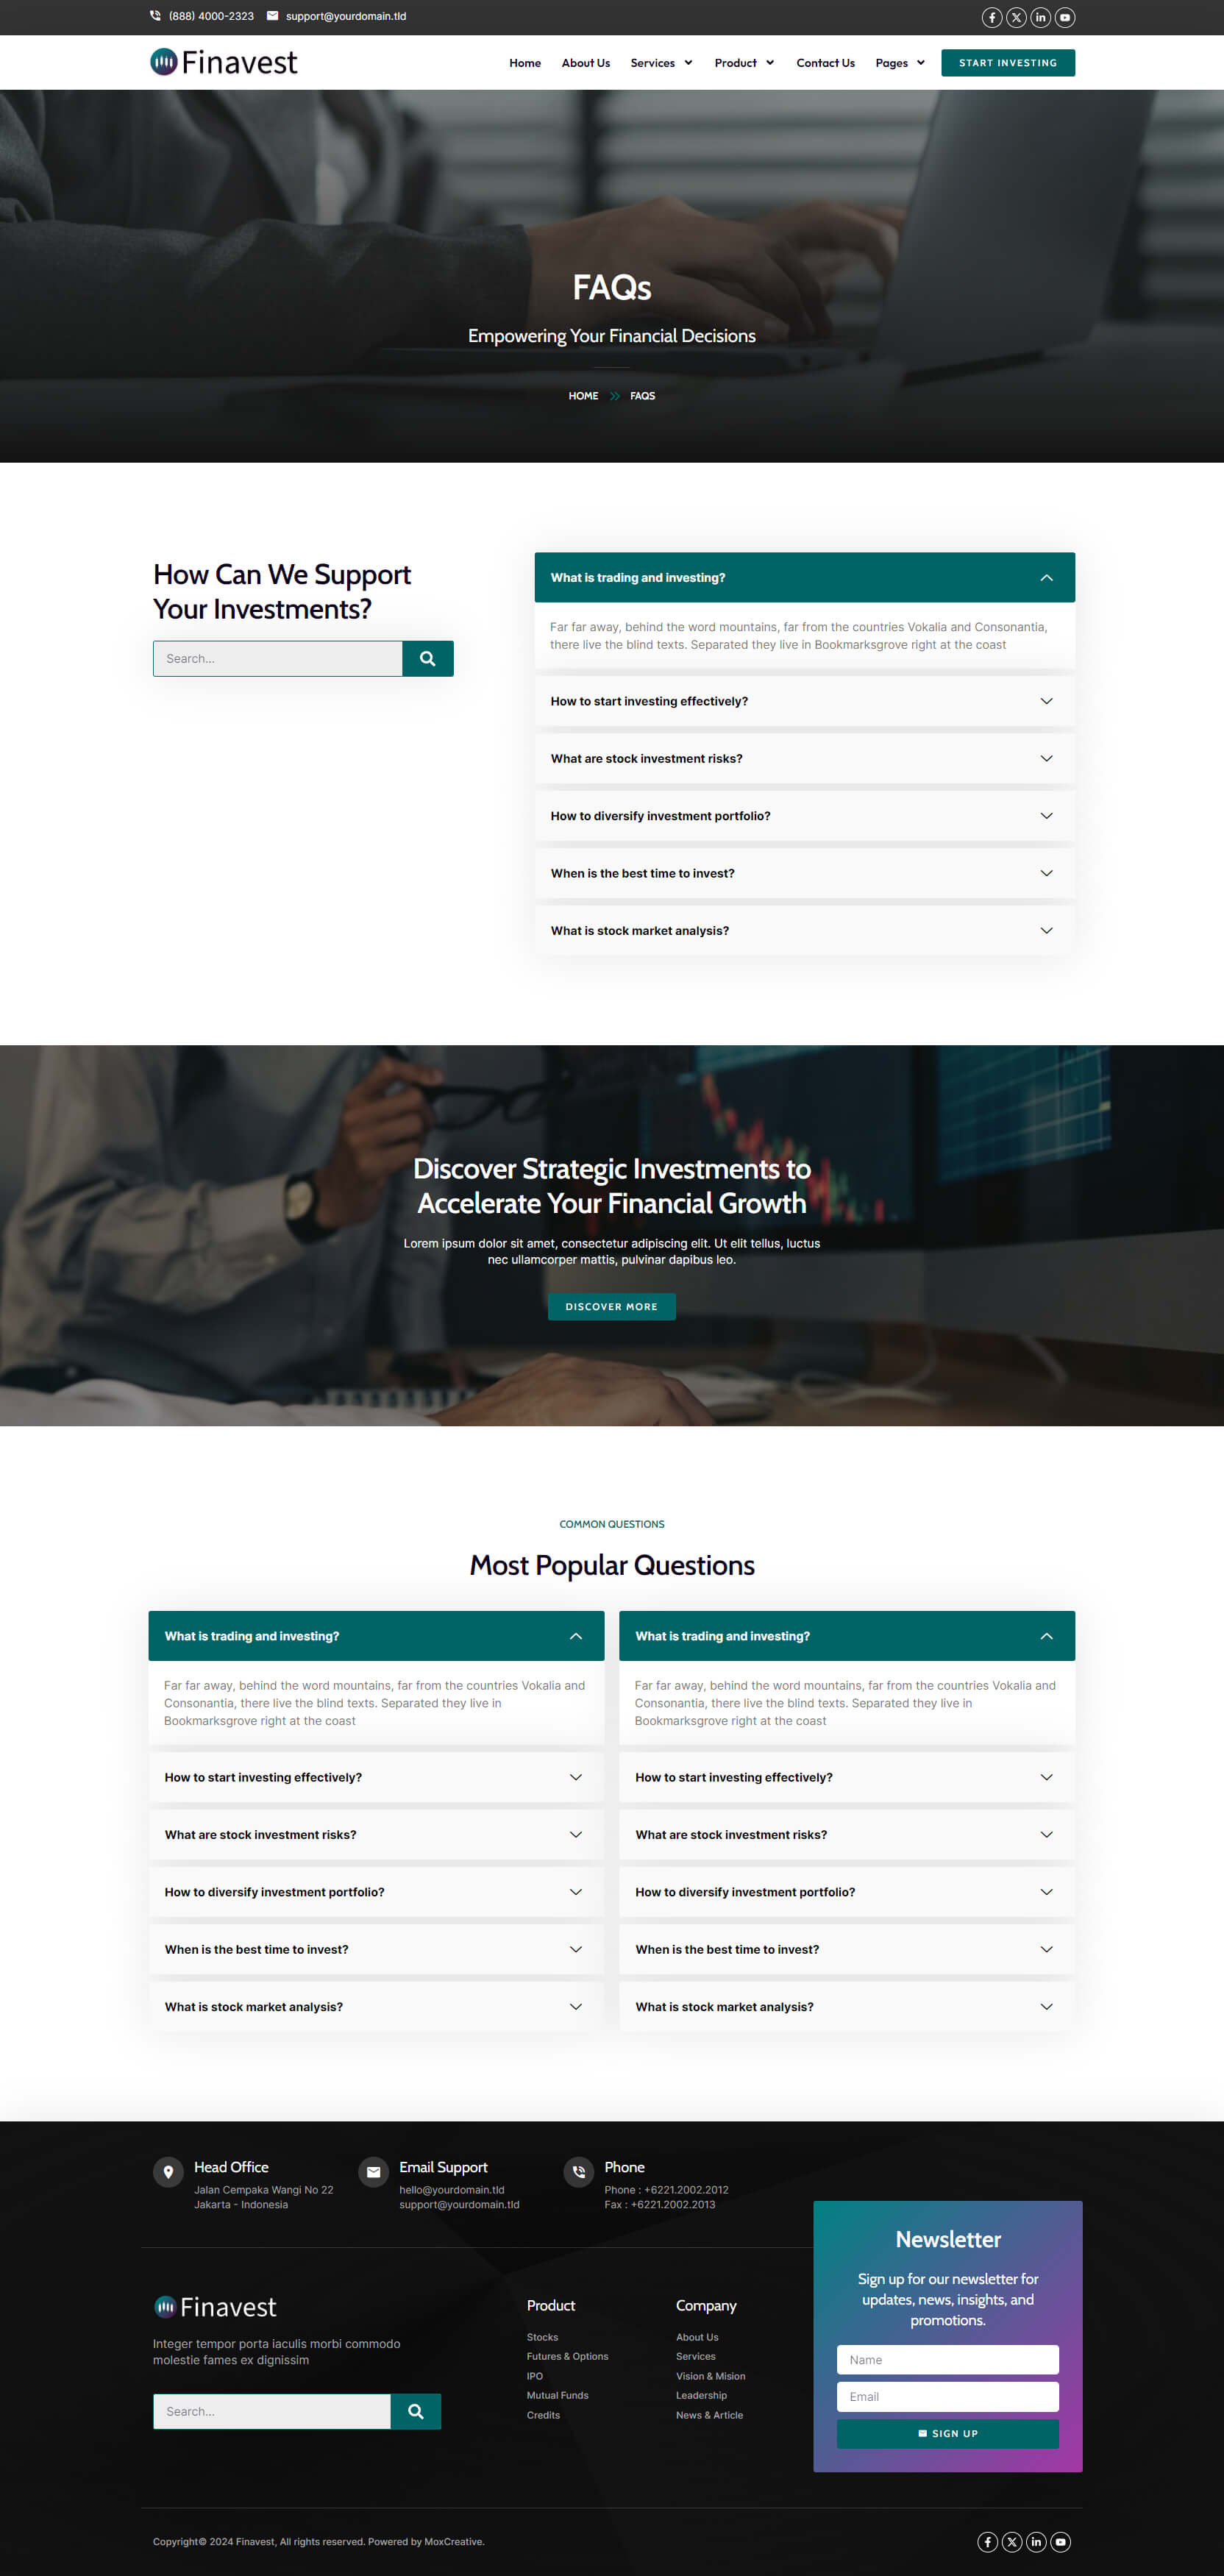 (888) 4000-2323 support@yourdomain.tld
Finavest
Home About Us Services Product Contact Us Pages START INVESTING
FAQs
Empowering Your Financial Decisions
HOME FAQS
How Can We Support
Your Investments?
Search...
What is trading and investing?
Far far away, behind the word mountains, far from the countries Vokalia and Consonantia,
there live the blind texts. Separated they live in Bookmarksgrove right at the coast
How to start investing effectively?
What are stock investment risks?
How to diversify investment portfolio?
When is the best time to invest?
What is stock market analysis?
Discover Strategic Investments to
Accelerate Your Financial Growth
Lorem ipsum dolor sit amet, consectetur adipiscing elit. Ut elit tellus, luctus
nec ullamcorper mattis, pulvinar dapibus leo.
DISCOVER MORE
COMMON QUESTIONS
Most Popular Questions
What is trading and investing?
Far far away, behind the word mountains, far from the countries Vokalia and
Consonantia, there live the blind texts. Separated they live in
Bookmarksgrove right at the coast
How to start investing effectively?
What are stock investment risks?
How to diversify investment portfolio?
When is the best time to invest?
What is stock market analysis?
What is trading and investing?
Far far away, behind the word mountains, far from the countries Vokalia and
Consonantia, there live the blind texts. Separated they live in
Bookmarksgrove right at the coast
How to start investing effectively?
What are stock investment risks?
How to diversify investment portfolio?
When is the best time to invest?
What is stock market analysis?
Head Office
Jalan Cempaka Wangi No 22
Jakarta - Indonesia
Email Support
hello@yourdomain.tld
support@yourdomain.tld
Phone
Phone : +6221.2002.2012
Fax : +6221.2002.2013
Finavest
Integer tempor porta iaculis morbi commodo
molestie fames ex dignissim
Search...
Product
Stocks
Futures & Options
IPO
Mutual Funds
Credits
Company
About Us
Services
Vision & Mision
Leadership
News & Article
Newsletter
Sign up for our newsletter for
updates, news, insights, and
promotions.
Name
Email
SIGN UP
Copyright© 2024 Finavest, All rights reserved. Powered by MoxCreative.